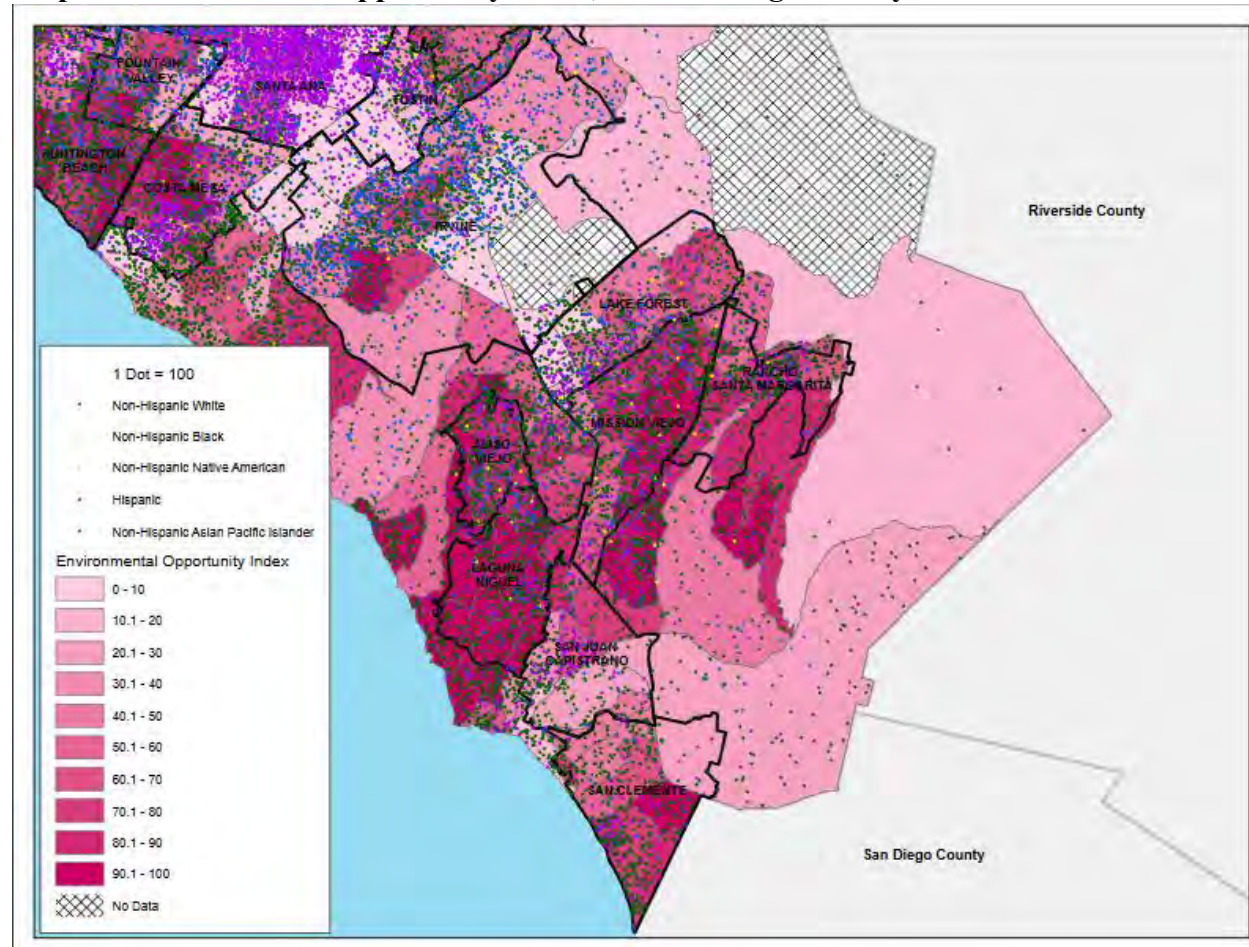 FOUNTAIN
VALLEY
SANTA ANA
TUSTIN
HUNTINGTON
BEACH
COSTA MESA
IRVINE
Riverside County
LAKE FOREST
RANCHO
SANTA MARGARITA
MISSION VIEJO
ALISO
VIEJO
LAGUNA
NIGUEL
SAN JUAN
CAPISTRANO
SAN CLEMENTE
San Diego County
1 Dot = 100
Non-Hispanic White
Non-Hispanic Black
Non-Hispanic Native American
Hispanic
Non-Hispanic Asian Pacific Islander
Environmental Opportunity Index
0 - 10
10.1 - 20
20.1 - 30
30.1 - 40
40.1 - 50
50.1 - 60
60.1 - 70
70.1 - 80
80.1 - 90
90.1 - 100
No Data